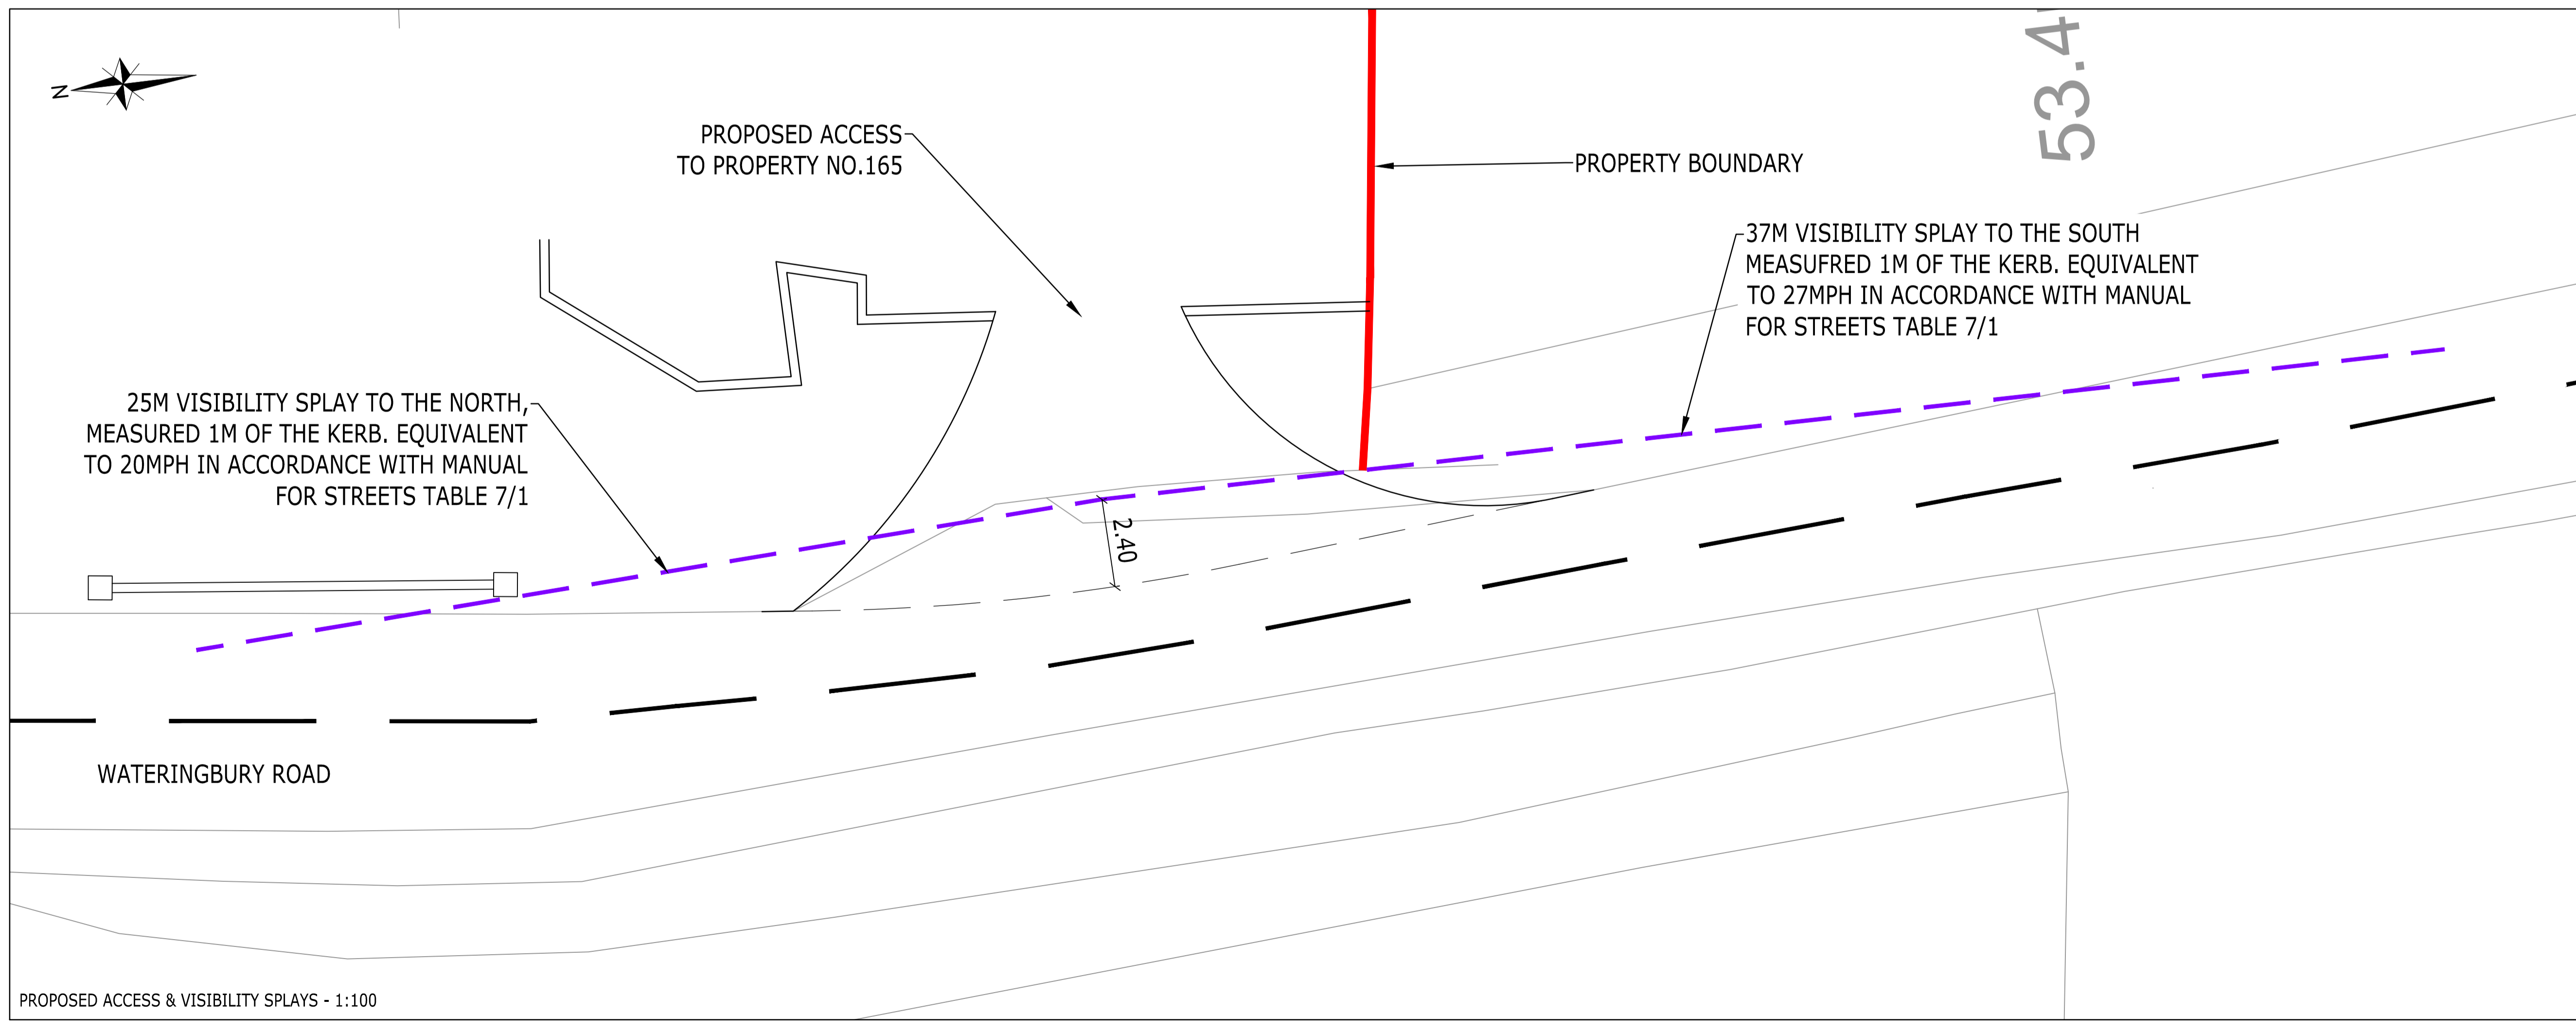 N
PROPOSED ACCESS
TO PROPERTY NO.165
PROPERTY BOUNDARY
53.4
37M VISIBILITY SPLAY TO THE SOUTH
MEASUFRED 1M OF THE KERB. EQUIVALENT
TO 27MPH IN ACCORDANCE WITH MANUAL
FOR STREETS TABLE 7/1
25M VISIBILITY SPLAY TO THE NORTH,
MEASURED 1M OF THE KERB. EQUIVALENT
TO 20MPH IN ACCORDANCE WITH MANUAL
FOR STREETS TABLE 7/1
2.40
WATERINGBURY ROAD
PROPOSED ACCESS & VISIBILITY SPLAYS - 1:100